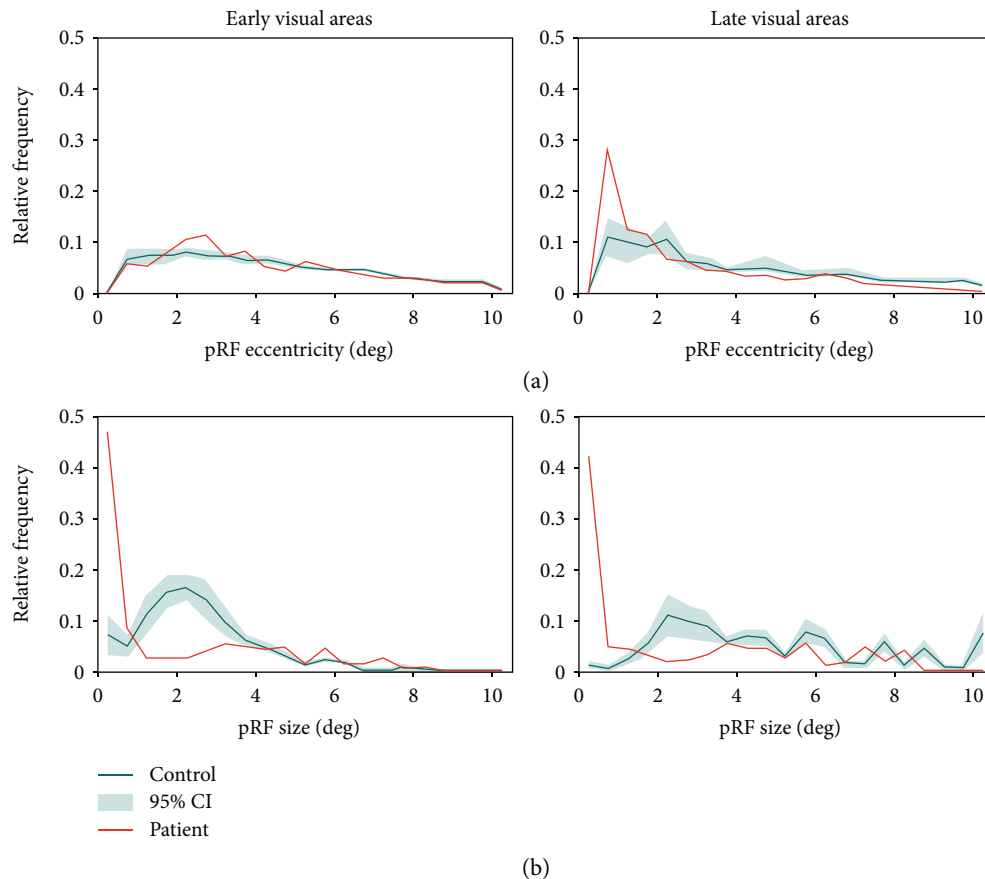 Early visual areas
Late visual areas
Relative frequency
0.5
0.4
0.3
0.2
0.1
0
0 2 4 6 8 10
pRF eccentricity (deg)
0.5
0.4
0.3
0.2
0.1
0
0 2 4 6 8 10
pRF eccentricity (deg)
(a)
Relative frequency
0.5
0.4
0.3
0.2
0.1
0
0 2 4 6 8 10
pRF size (deg)
0.5
0.4
0.3
0.2
0.1
0
0 2 4 6 8 10
pRF size (deg)
Control
95% CI
Patient
(b)